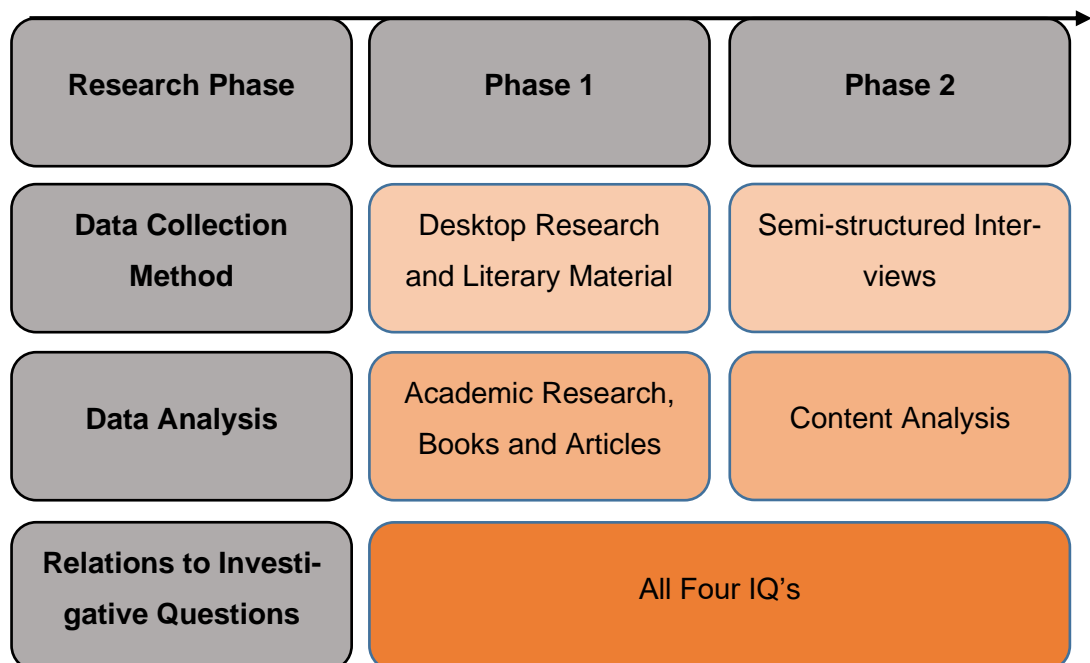 Research Phase
Phase 1
Phase 2
Data Collection
Method
Desktop Research
and Literary Material
Semi-structured Inter-
views
Data Analysis
Academic Research,
Books and Articles
Content Analysis
Relations to Investi-
gative Questions
All Four IQ’s